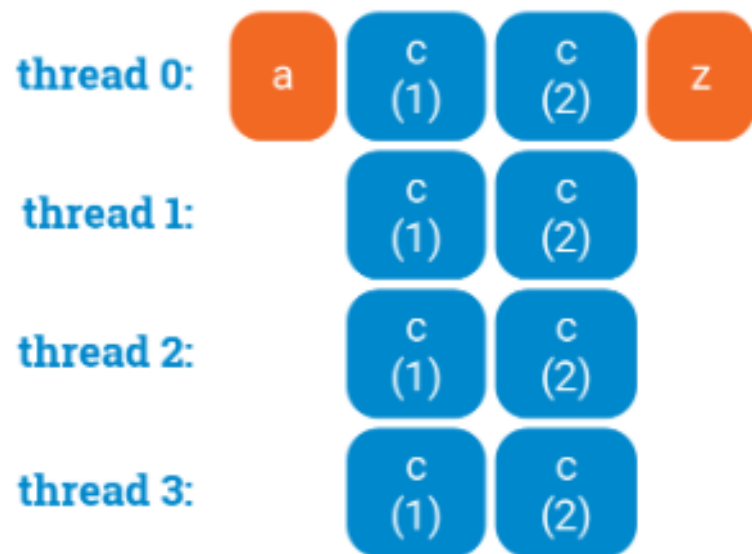 thread 0: a c c z
(1) (2)
thread 1: c c
(1) (2)
thread 2: c c
(1) (2)
thread 3: c c
(1) (2)